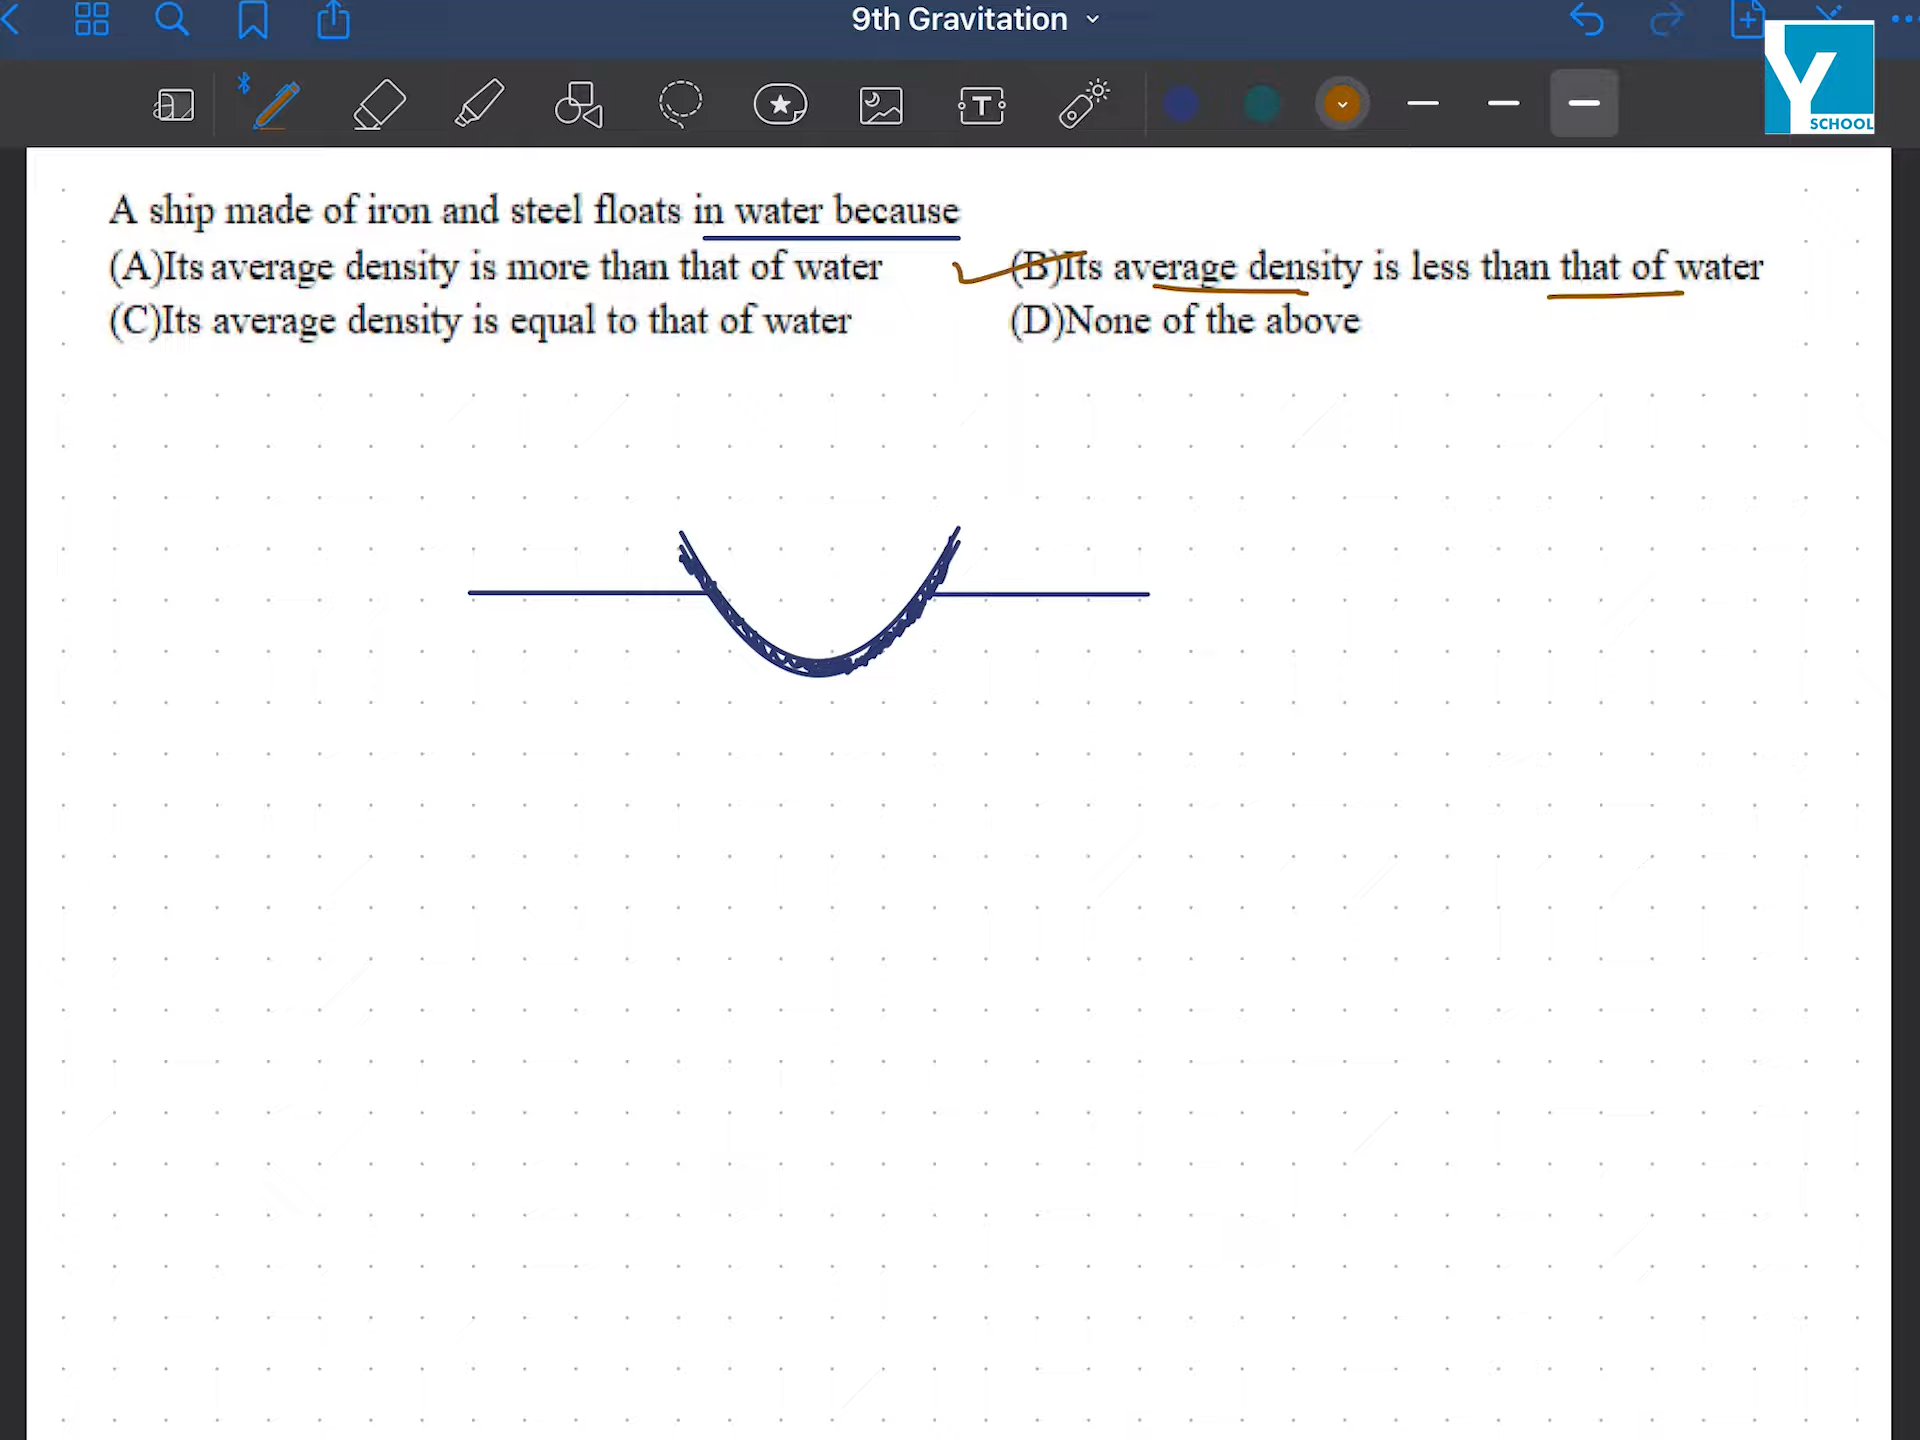 9th Gravitation
Y SCHOOL
A ship made of iron and steel floats in water because
(A)Its average density is more than that of water
(B)Its average density is less than that of water
(C)Its average density is equal to that of water
(D)None of the above